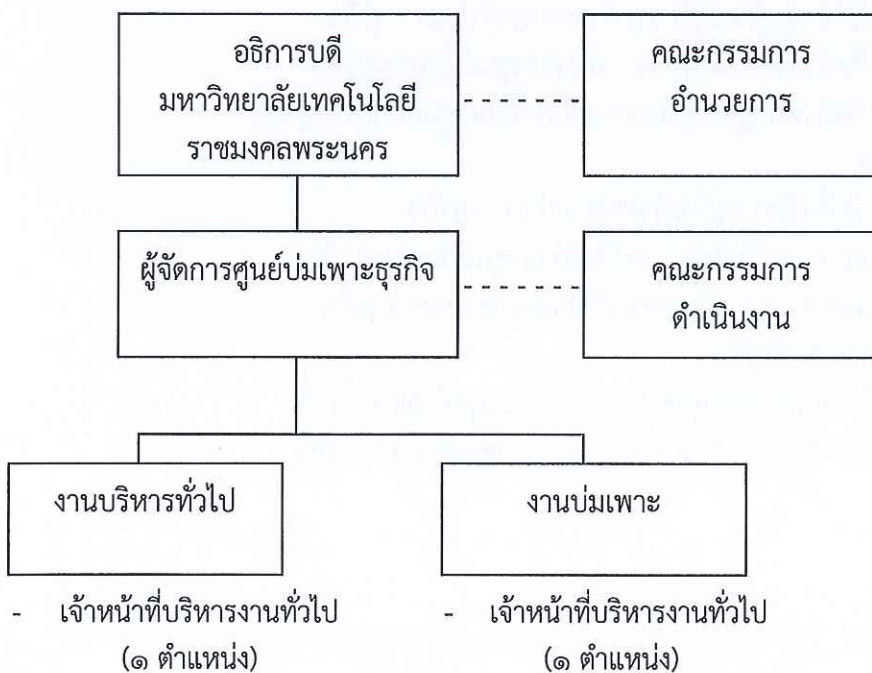 อธิการบดี
มหาวิทยาลัยเทคโนโลยี
ราชมงคลพระนคร
คณะกรรมการ
อำนวยการ
ผู้จัดการศูนย์บ่มเพาะธุรกิจ
คณะกรรมการ
ดำเนินงาน
งานบริหารทั่วไป
งานบ่มเพาะ
- เจ้าหน้าที่บริหารงานทั่วไป
(๑ ตำแหน่ง)
- เจ้าหน้าที่บริหารงานทั่วไป
(๑ ตำแหน่ง)